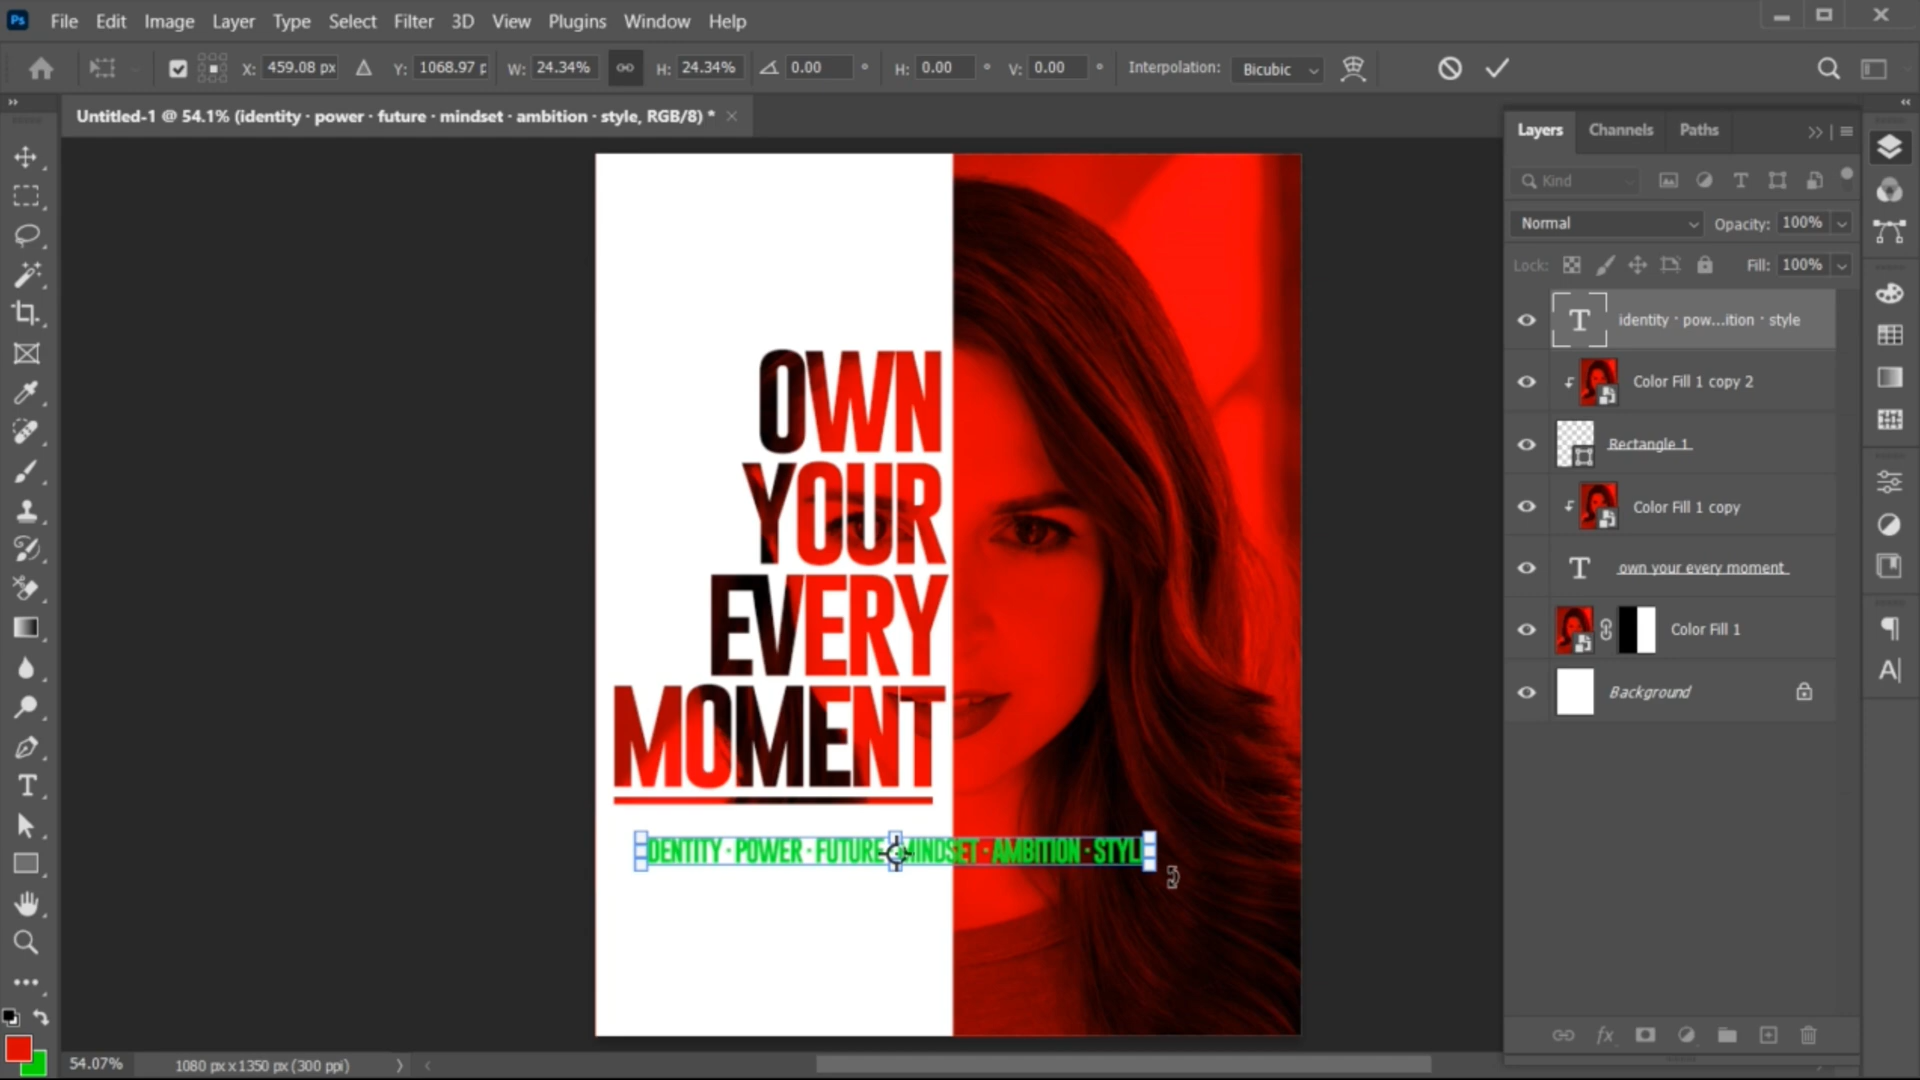 Ps File Edit Image Layer Type Select Filter 3D View Plugins Window Help
X: 459.08 px Y: 1068.97 p W: 24.34% H: 24.34% 0.00 ° H: 0.00 ° V: 0.00 ° Interpolation: Bicubic
Untitled-1 @ 54.1% (identity · power · future · mindset · ambition · style, RGB/8) *
Layers Channels Paths
Kind
Normal Opacity: 100%
Lock: Fill: 100%
identity · pow...ition · style
Color Fill 1 copy 2
Rectangle 1
Color Fill 1 copy
own your every moment
Color Fill 1
Background
OWN
YOUR
EVERY
MOMENT
IDENTITY · POWER · FUTURE · MINDSET · AMBITION · STYL
54.07% 1080 px x 1350 px (300 ppi)